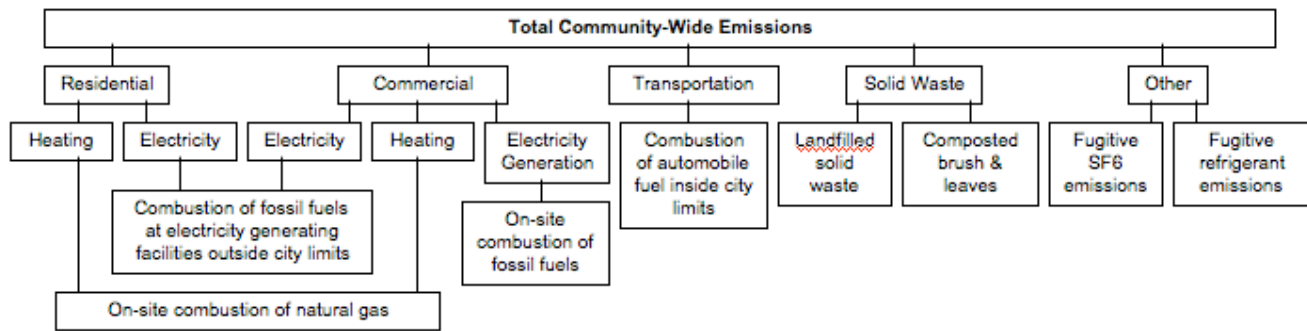 Total Community-Wide Emissions
Residential
Commercial
Transportation
Solid Waste
Other
Heating
Electricity
Electricity
Heating
Electricity
Generation
Combustion
of automobile
fuel inside city
limits
Landfilled
solid
waste
Composted
brush &
leaves
Fugitive
SF6
emissions
Fugitive
refrigerant
emissions
Combustion of fossil fuels
at electricity generating
facilities outside city limits
On-site
combustion of
fossil fuels
On-site combustion of natural gas